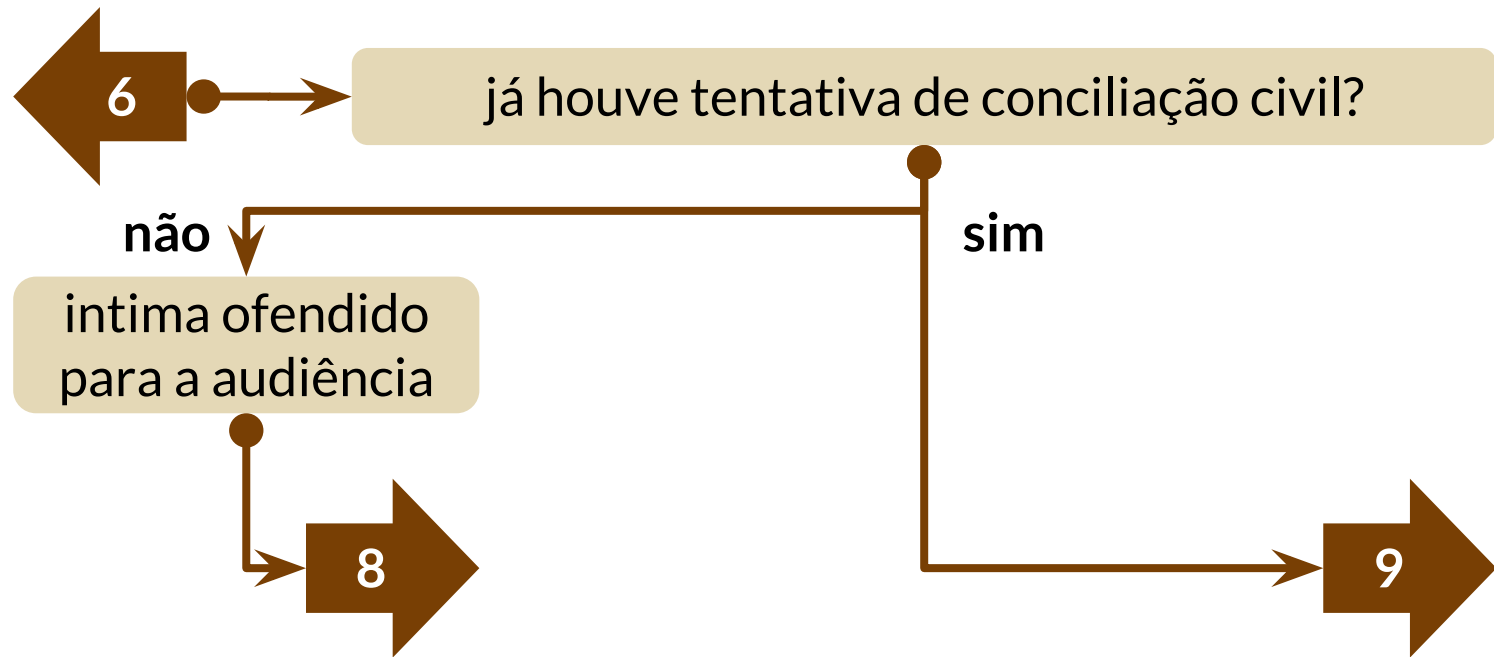 6
já houve tentativa de conciliação civil?
não
sim
intima ofendido
para a audiência
8
9